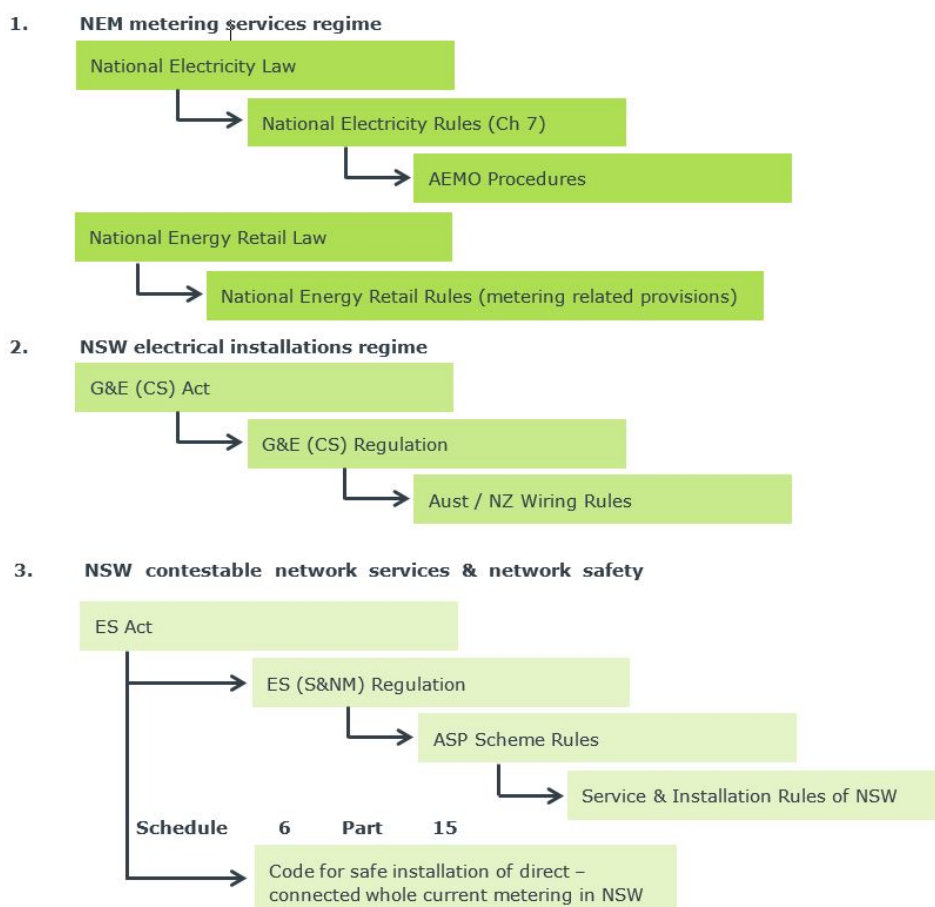 1. NEM metering services regime
National Electricity Law
National Electricity Rules (Ch 7)
AEMO Procedures
National Energy Retail Law
National Energy Retail Rules (metering related provisions)
2. NSW electrical installations regime
G&E (CS) Act
G&E (CS) Regulation
Aust / NZ Wiring Rules
3. NSW contestable network services & network safety
ES Act
ES (S&NM) Regulation
ASP Scheme Rules
Service & Installation Rules of NSW
Schedule 6 Part 15
Code for safe installation of direct –
connected whole current metering in NSW